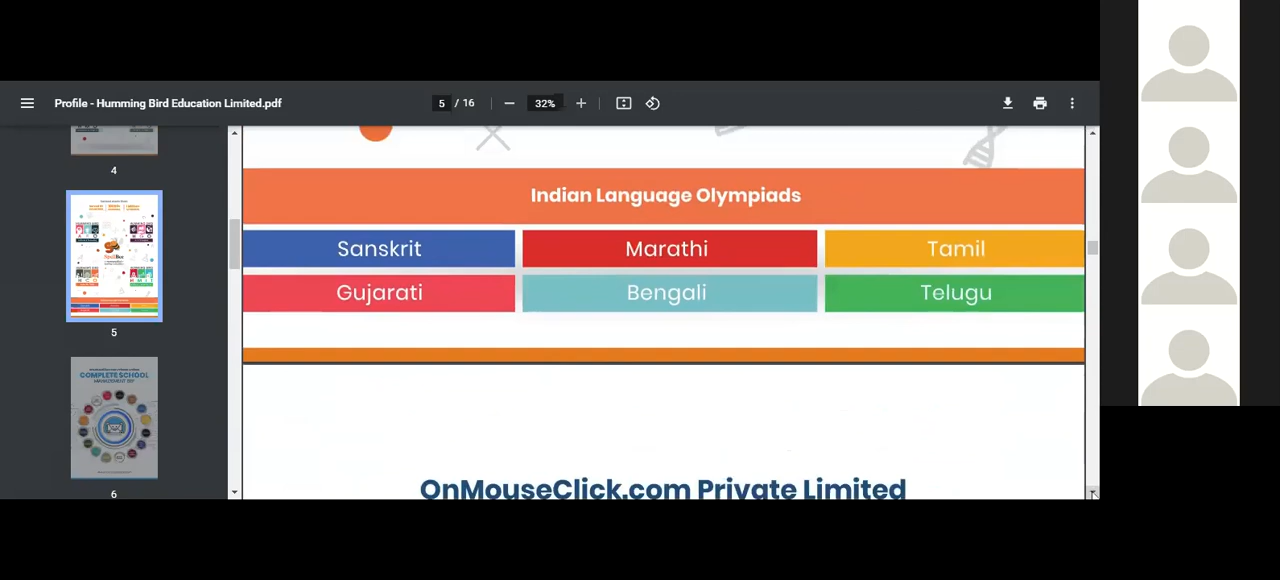 Profile - Humming Bird Education Limited.pdf
5 / 16
32%
4
5
COMPLETE SCHOOL
6
Indian Language Olympiads
Sanskrit Marathi Tamil
Gujarati Bengali Telugu
OnMouseClick.com Private Limited